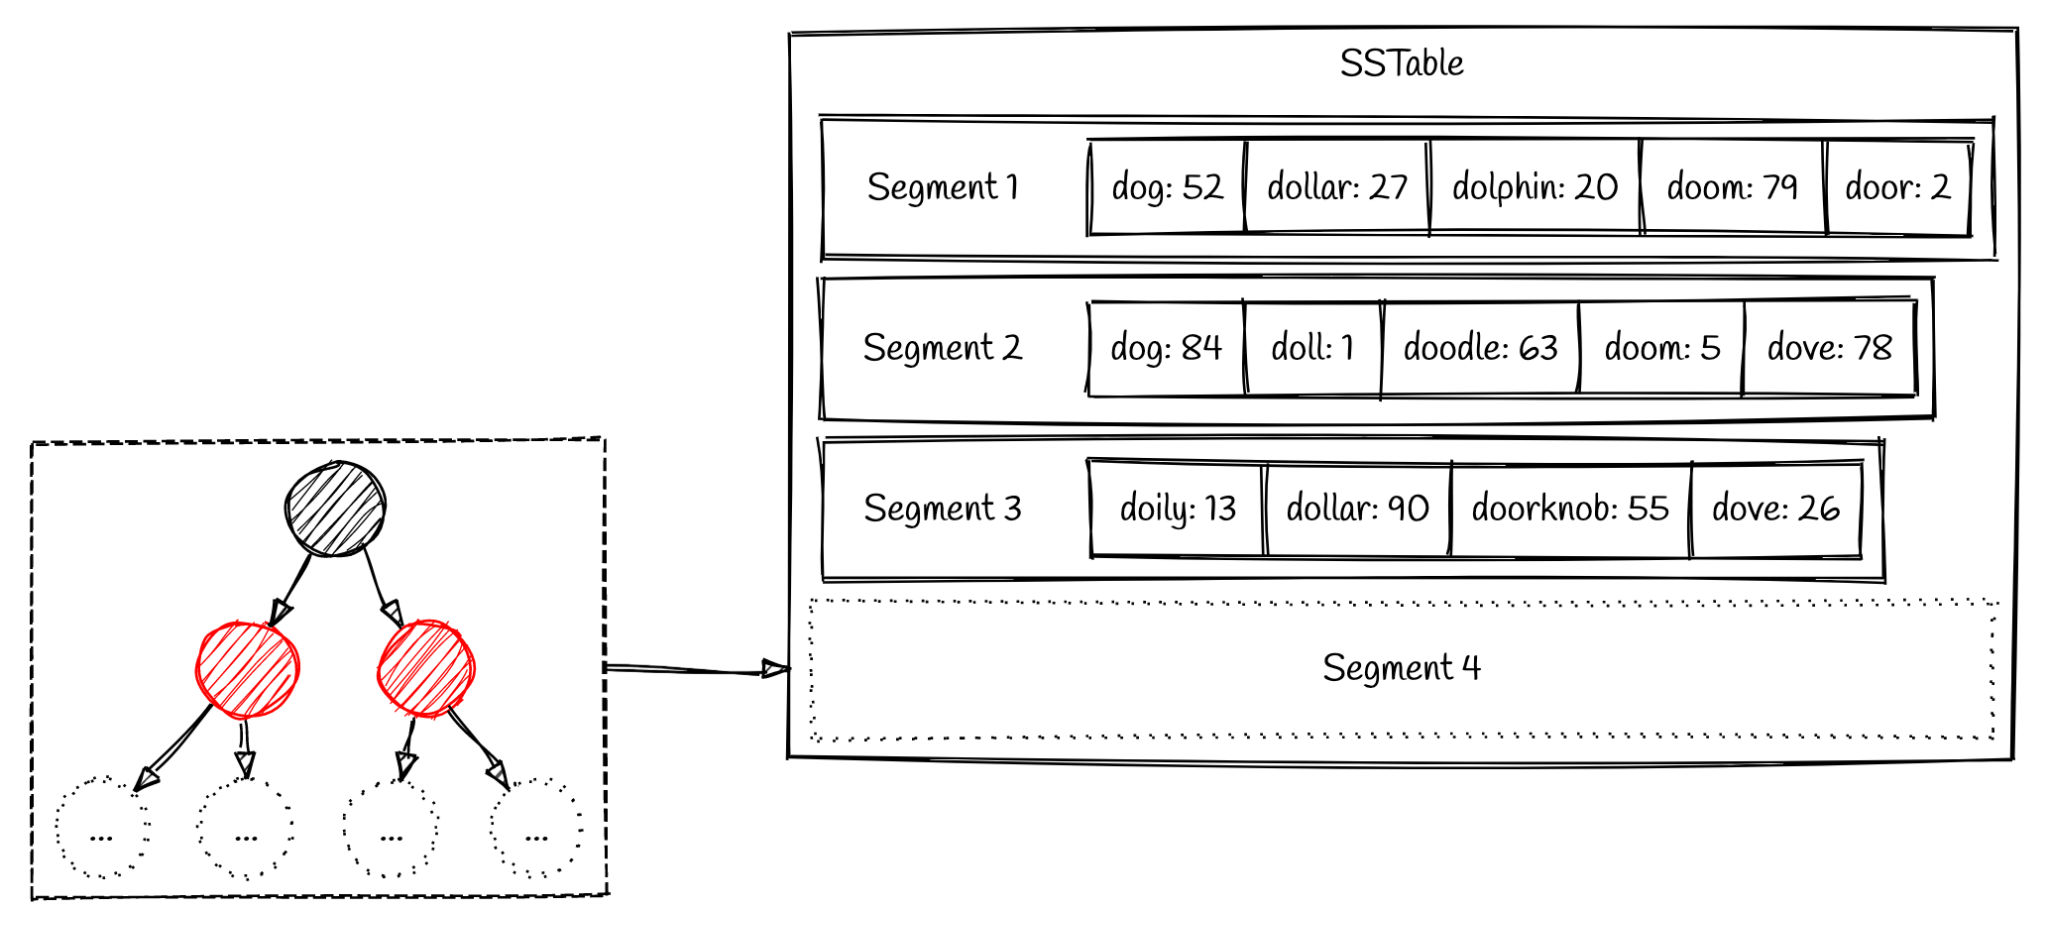 SSTable
Segment 1 dog: 52 dollar: 27 dolphin: 20 doom: 79 door: 2
Segment 2 dog: 84 doll: 1 doodle: 63 doom: 5 dove: 78
Segment 3 doily: 13 dollar: 90 doorknob: 55 dove: 26
Segment 4
... ... ... ...